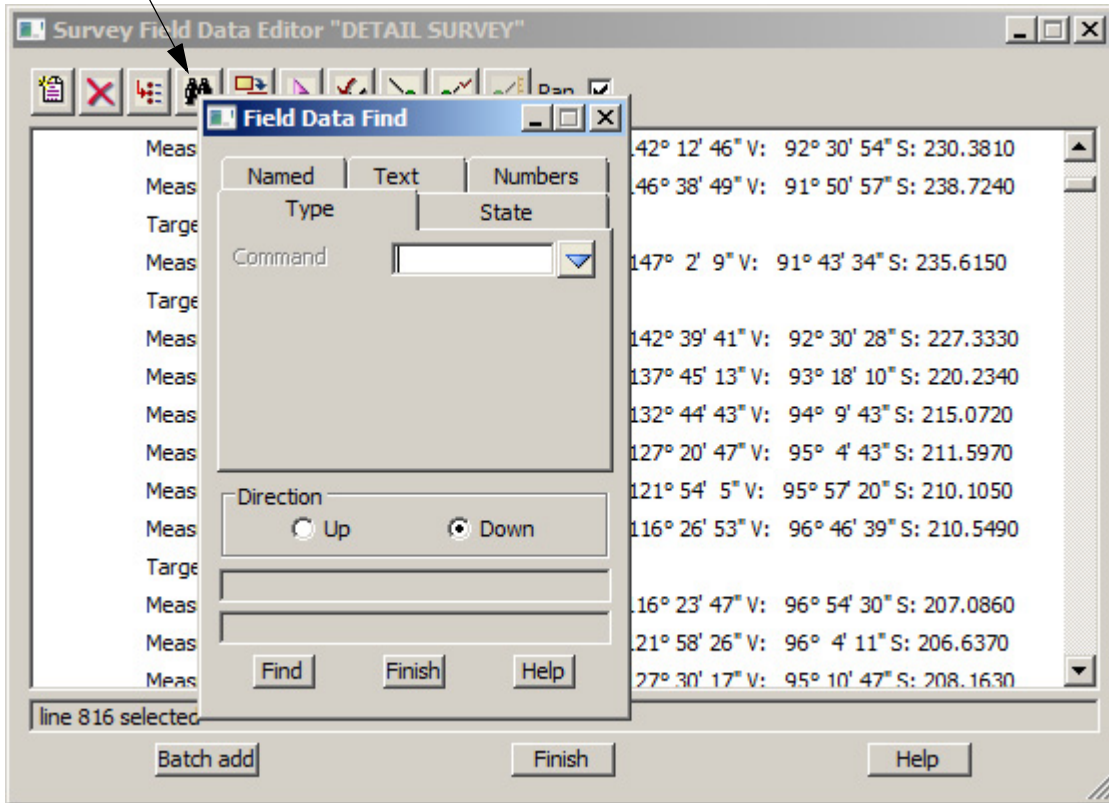 Survey Field Data Editor "DETAIL SURVEY"
Pan
Field Data Find
Named Text Numbers
Type State
Command
Direction
Up Down
Find Finish Help
Meas 142° 12' 46" V: 92° 30' 54" S: 230.3810
Meas 146° 38' 49" V: 91° 50' 57" S: 238.7240
Targe
Meas 147° 2' 9" V: 91° 43' 34" S: 235.6150
Targe
Meas 142° 39' 41" V: 92° 30' 28" S: 227.3330
Meas 137° 45' 13" V: 93° 18' 10" S: 220.2340
Meas 132° 44' 43" V: 94° 9' 43" S: 215.0720
Meas 127° 20' 47" V: 95° 4' 43" S: 211.5970
Meas 121° 54' 5" V: 95° 57' 20" S: 210.1050
Meas 116° 26' 53" V: 96° 46' 39" S: 210.5490
Targe
Meas 16° 23' 47" V: 96° 54' 30" S: 207.0860
Meas 21° 58' 26" V: 96° 4' 11" S: 206.6370
Meas 27° 30' 17" V: 95° 10' 47" S: 208.1630
line 816 selected
Batch add Finish Help